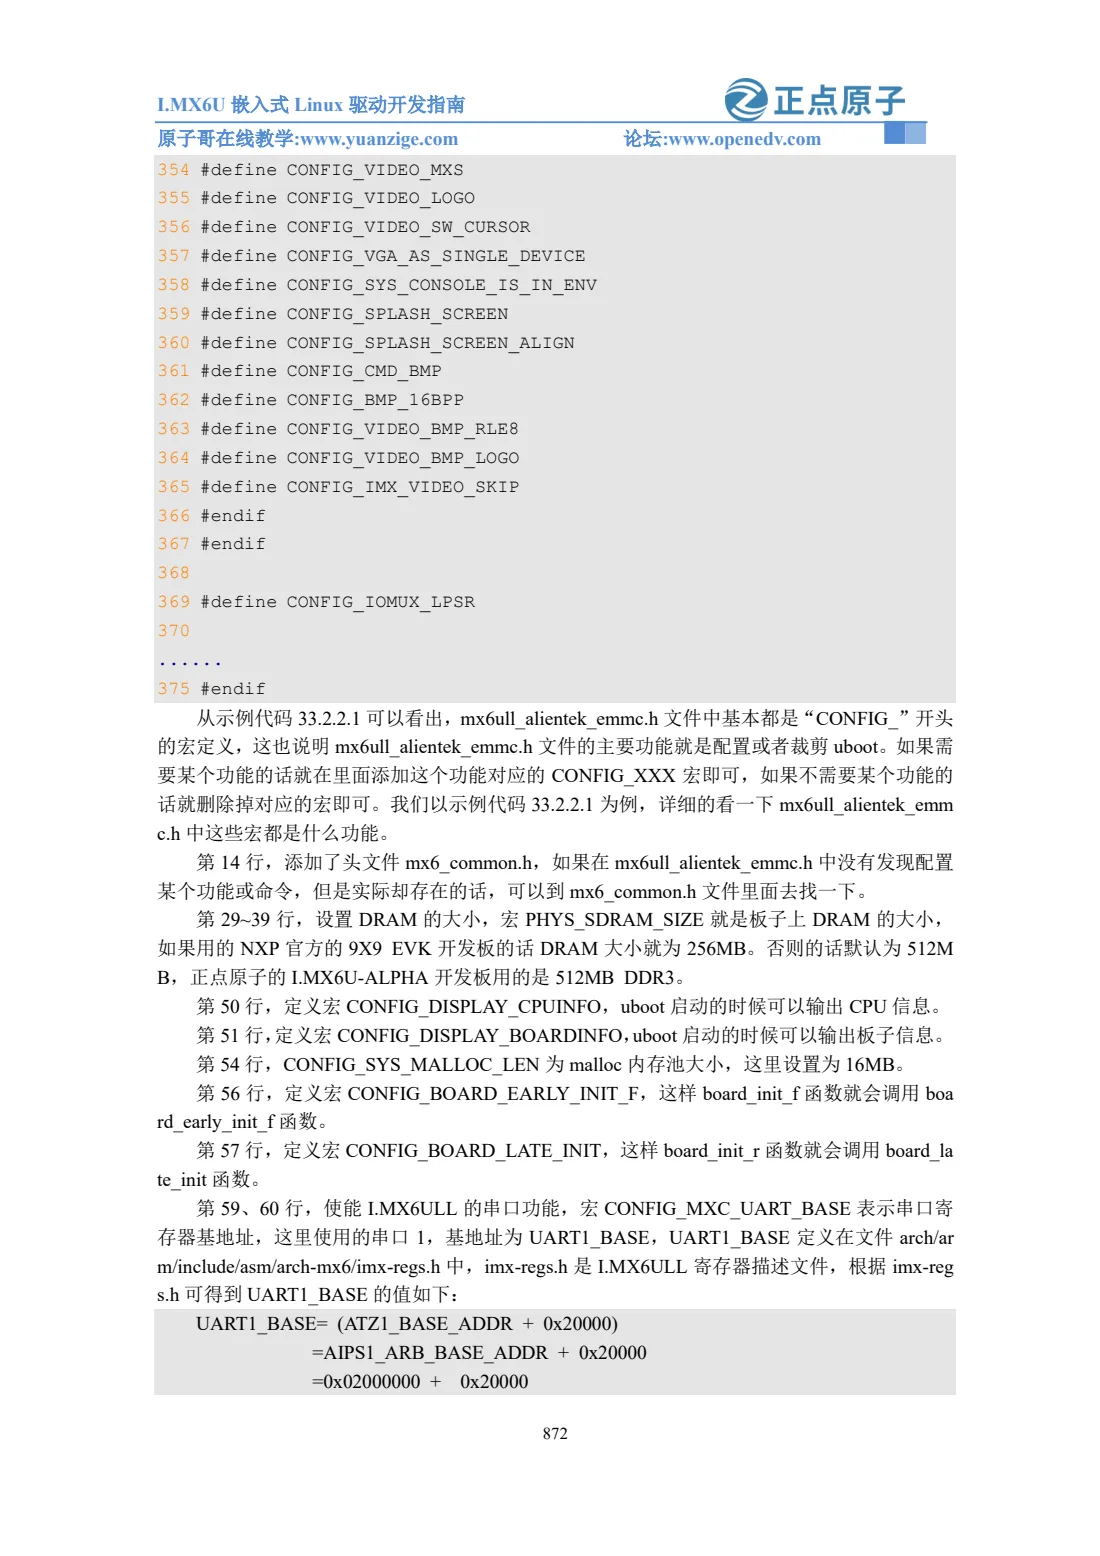 I.MX6U 嵌入式 Linux 驱动开发指南
正点原子
原子哥在线教学:www.yuanzige.com 论坛:www.openedv.com
354 #define CONFIG_VIDEO_MXS
355 #define CONFIG_VIDEO_LOGO
356 #define CONFIG_VIDEO_SW_CURSOR
357 #define CONFIG_VGA_AS_SINGLE_DEVICE
358 #define CONFIG_SYS_CONSOLE_IS_IN_ENV
359 #define CONFIG_SPLASH_SCREEN
360 #define CONFIG_SPLASH_SCREEN_ALIGN
361 #define CONFIG_CMD_BMP
362 #define CONFIG_BMP_16BPP
363 #define CONFIG_VIDEO_BMP_RLE8
364 #define CONFIG_VIDEO_BMP_LOGO
365 #define CONFIG_IMX_VIDEO_SKIP
366 #endif
367 #endif
368
369 #define CONFIG_IOMUX_LPSR
370
......
375 #endif
从示例代码 33.2.2.1 可以看出，mx6ull_alientek_emmc.h 文件中基本都是“CONFIG_”开头
的宏定义，这也说明 mx6ull_alientek_emmc.h 文件的主要功能就是配置或者裁剪 uboot。如果需
要某个功能的话就在里面添加这个功能对应的 CONFIG_XXX 宏即可，如果不需要某个功能的
话就删除掉对应的宏即可。我们以示例代码 33.2.2.1 为例，详细的看一下 mx6ull_alientek_emm
c.h 中这些宏都是什么功能。
第 14 行，添加了头文件 mx6_common.h，如果在 mx6ull_alientek_emmc.h 中没有发现配置
某个功能或命令，但是实际却存在的话，可以到 mx6_common.h 文件里面去找一下。
第 29~39 行，设置 DRAM 的大小，宏 PHYS_SDRAM_SIZE 就是板子上 DRAM 的大小，
如果用的 NXP 官方的 9X9 EVK 开发板的话 DRAM 大小就为 256MB。否则的话默认为 512M
B，正点原子的 I.MX6U-ALPHA 开发板用的是 512MB DDR3。
第 50 行，定义宏 CONFIG_DISPLAY_CPUINFO，uboot 启动的时候可以输出 CPU 信息。
第 51 行，定义宏 CONFIG_DISPLAY_BOARDINFO，uboot 启动的时候可以输出板子信息。
第 54 行，CONFIG_SYS_MALLOC_LEN 为 malloc 内存池大小，这里设置为 16MB。
第 56 行，定义宏 CONFIG_BOARD_EARLY_INIT_F，这样 board_init_f 函数就会调用 boa
rd_early_init_f 函数。
第 57 行，定义宏 CONFIG_BOARD_LATE_INIT，这样 board_init_r 函数就会调用 board_la
te_init 函数。
第 59、60 行，使能 I.MX6ULL 的串口功能，宏 CONFIG_MXC_UART_BASE 表示串口寄
存器基地址，这里使用的串口 1，基地址为 UART1_BASE，UART1_BASE 定义在文件 arch/ar
m/include/asm/arch-mx6/imx-regs.h 中，imx-regs.h 是 I.MX6ULL 寄存器描述文件，根据 imx-reg
s.h 可得到 UART1_BASE 的值如下：
UART1_BASE= (ATZ1_BASE_ADDR + 0x20000)
=AIPS1_ARB_BASE_ADDR + 0x20000
=0x02000000 + 0x20000
872